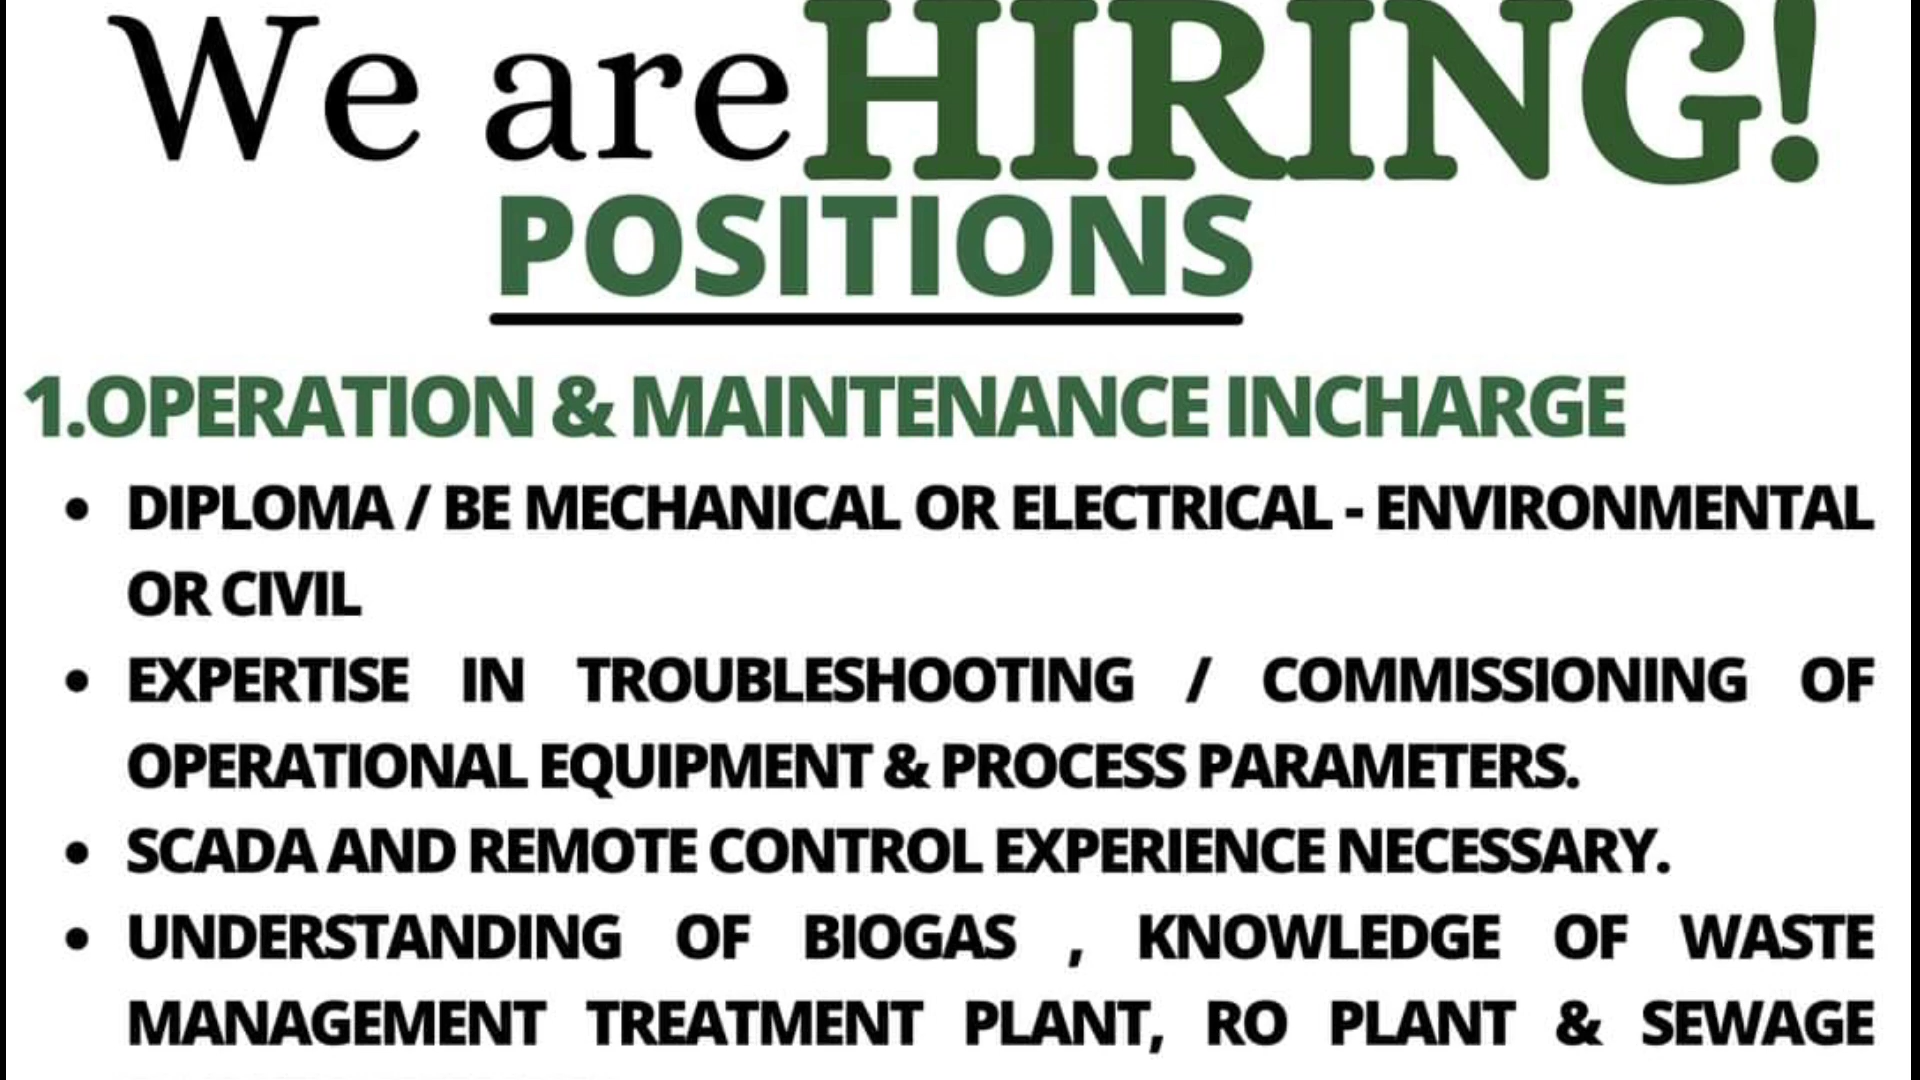 We are HIRING!
POSITIONS
1.OPERATION & MAINTENANCE INCHARGE
• DIPLOMA / BE MECHANICAL OR ELECTRICAL - ENVIRONMENTAL
OR CIVIL
• EXPERTISE IN TROUBLESHOOTING / COMMISSIONING OF
OPERATIONAL EQUIPMENT & PROCESS PARAMETERS.
• SCADA AND REMOTE CONTROL EXPERIENCE NECESSARY.
• UNDERSTANDING OF BIOGAS , KNOWLEDGE OF WASTE
MANAGEMENT TREATMENT PLANT, RO PLANT & SEWAGE